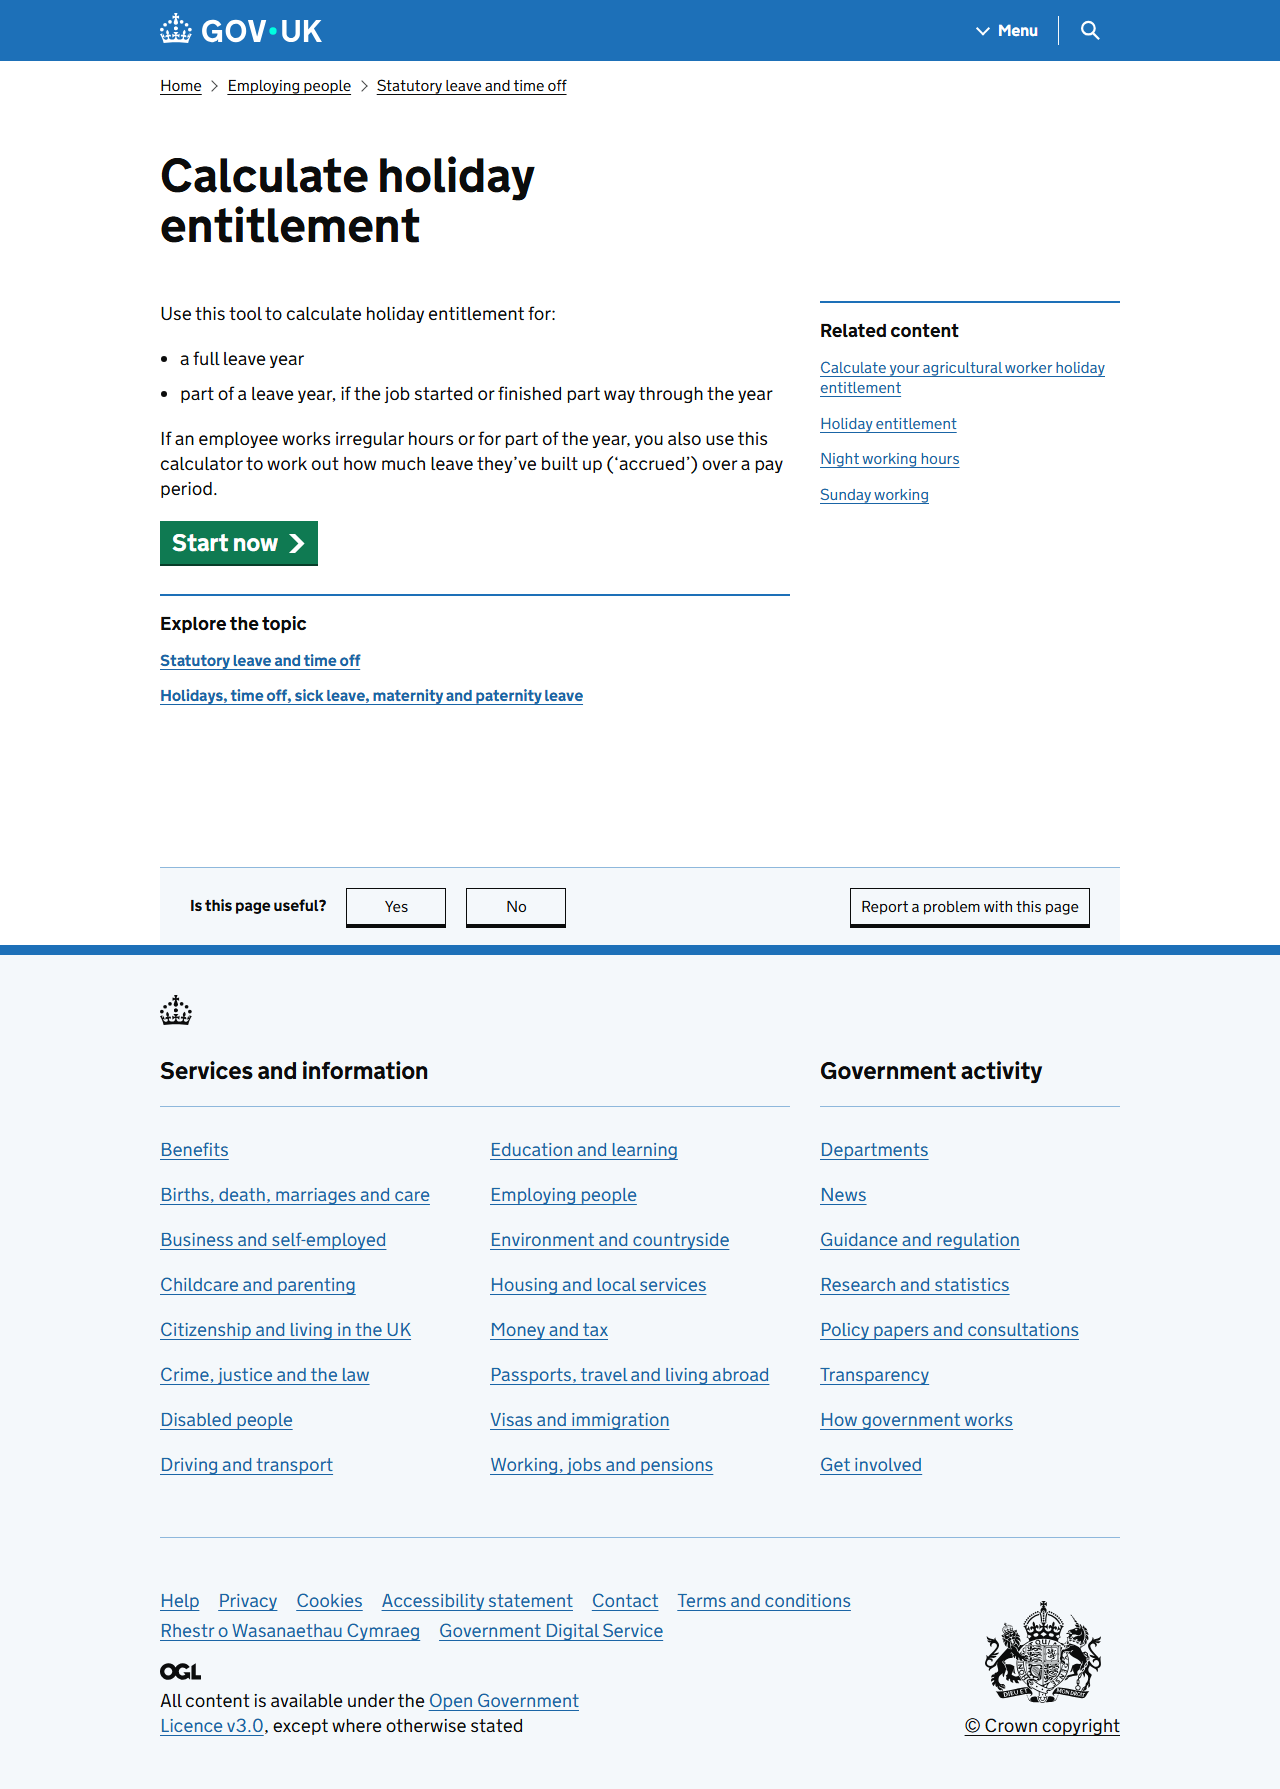 GOV·UK
Menu
Home
Employing people
Statutory leave and time off
Calculate holiday
entitlement
Use this tool to calculate holiday entitlement for:
• a full leave year
• part of a leave year, if the job started or finished part way through the year
If an employee works irregular hours or for part of the year, you also use this
calculator to work out how much leave they’ve built up (‘accrued’) over a pay
period.
Start now
Related content
Calculate your agricultural worker holiday
entitlement
Holiday entitlement
Night working hours
Sunday working
Explore the topic
Statutory leave and time off
Holidays, time off, sick leave, maternity and paternity leave
Is this page useful?
Yes
No
Report a problem with this page
Services and information
Benefits
Births, death, marriages and care
Business and self-employed
Childcare and parenting
Citizenship and living in the UK
Crime, justice and the law
Disabled people
Driving and transport
Education and learning
Employing people
Environment and countryside
Housing and local services
Money and tax
Passports, travel and living abroad
Visas and immigration
Working, jobs and pensions
Government activity
Departments
News
Guidance and regulation
Research and statistics
Policy papers and consultations
Transparency
How government works
Get involved
Help
Privacy
Cookies
Accessibility statement
Contact
Terms and conditions
Rhestr o Wasanaethau Cymraeg
Government Digital Service
OGL
All content is available under the Open Government
Licence v3.0, except where otherwise stated
© Crown copyright